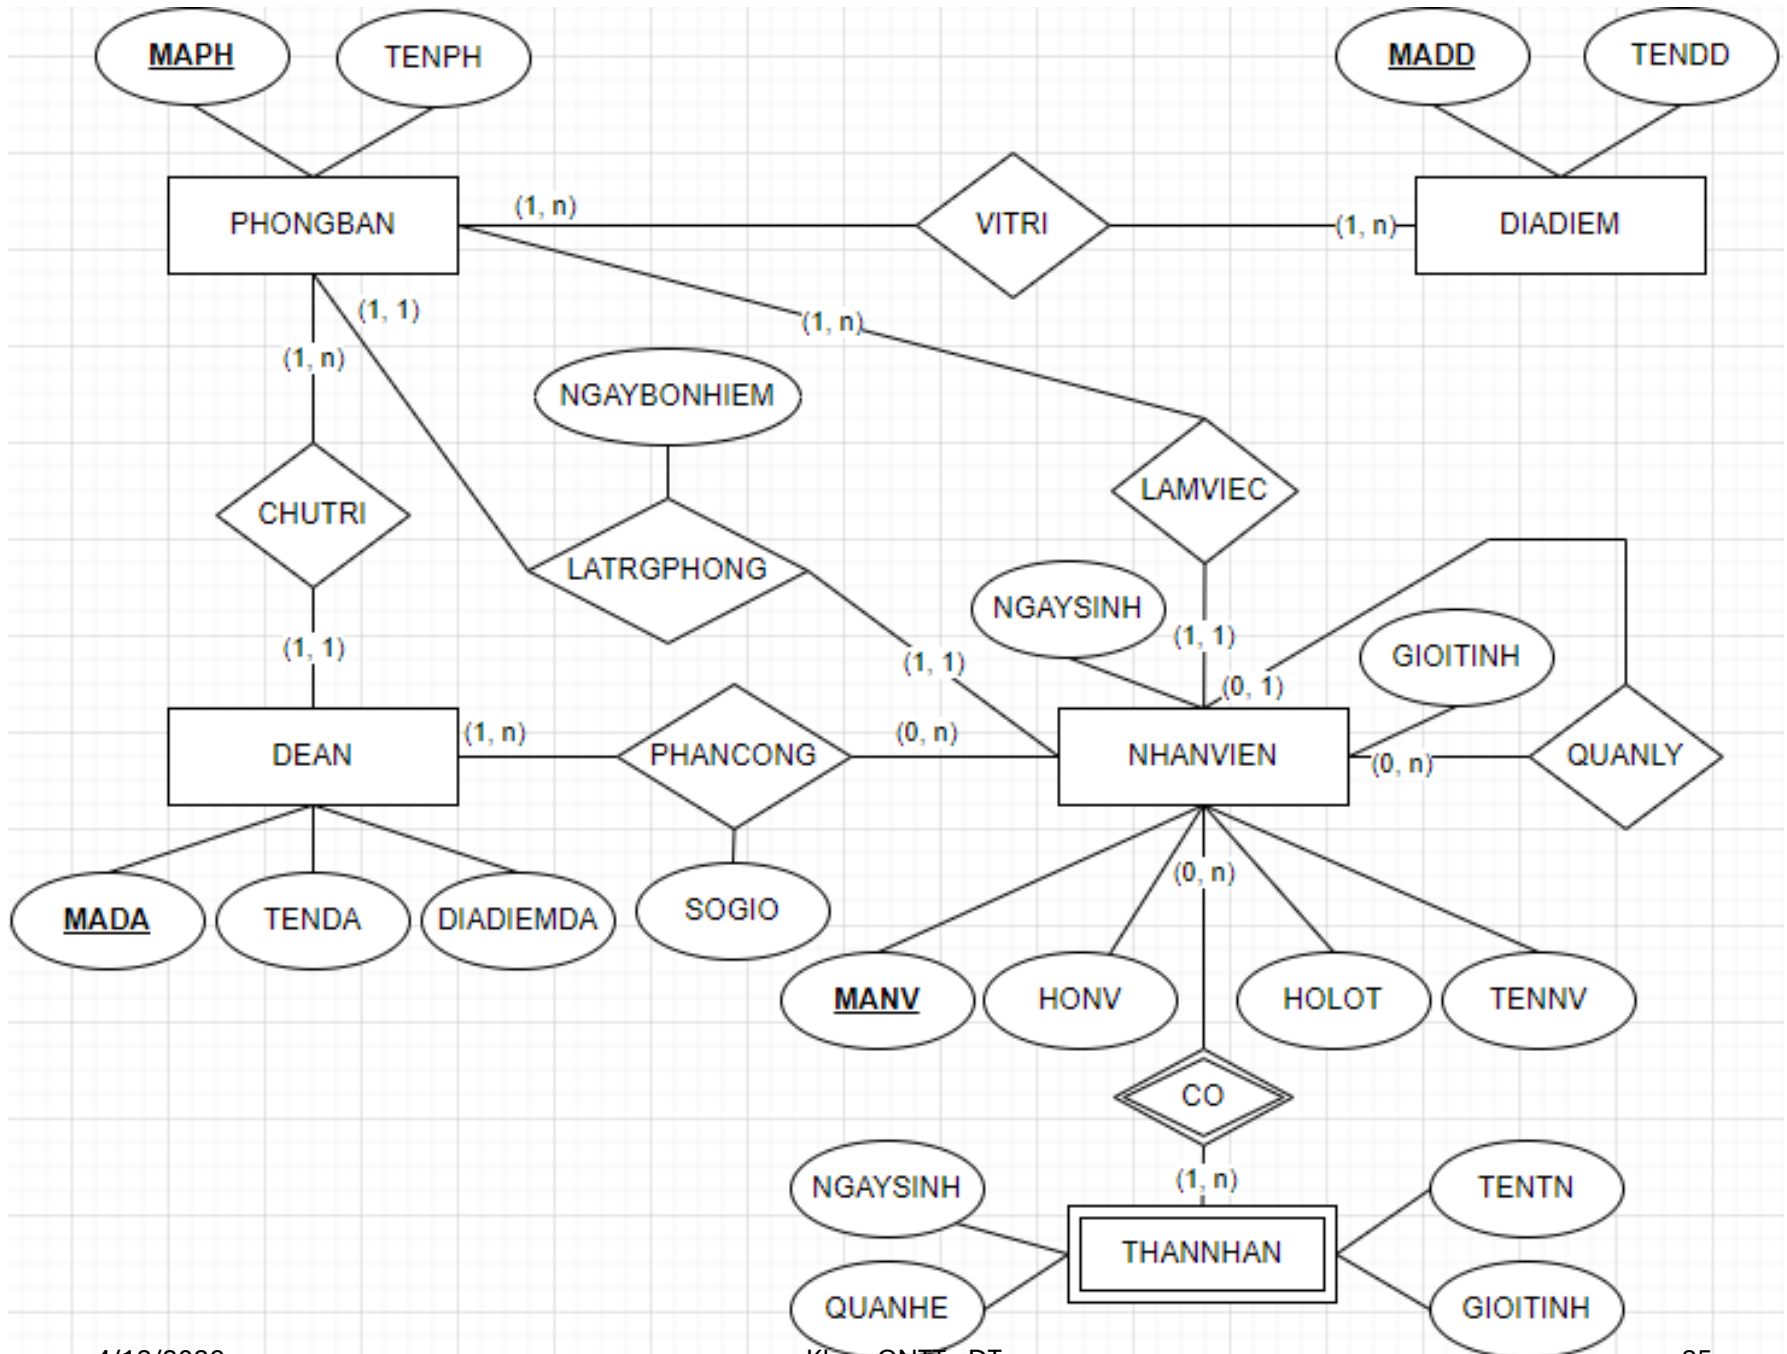 MAPH
TENPH
MADD
TENDD
PHONGBAN
(1, n)
VITRI
(1, n)
DIADIEM
(1, 1)
(1, n)
(1, n)
NGAYBONHIEM
CHUTRI
LAMVIEC
LATRGPHONG
NGAYSINH
(1, 1)
GIOITINH
(1, 1)
(1, 1)
(0, 1)
DEAN
(1, n)
PHANCONG
(0, n)
NHANVIEN
(0, n)
QUANLY
(0, n)
MADA
TENDA
DIADIEMDA
SOGIO
MANV
HONV
HOLOT
TENNV
CO
(1, n)
NGAYSINH
TENTN
THANNHAN
QUANHE
GIOITINH